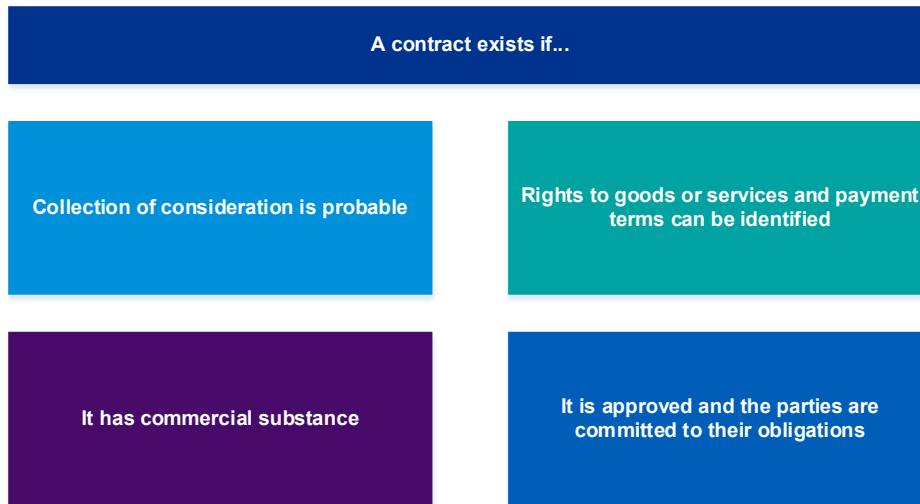 A contract exists if...
Collection of consideration is probable
Rights to goods or services and payment
terms can be identified
It has commercial substance
It is approved and the parties are
committed to their obligations